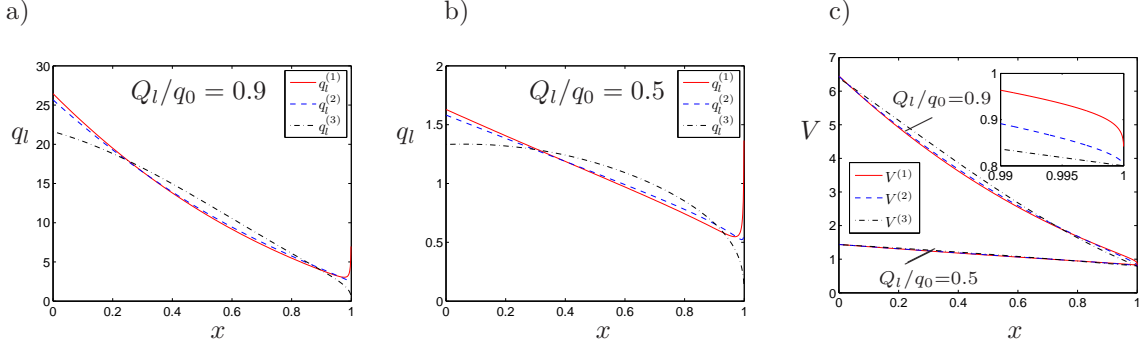 a)
Q_l/q_0 = 0.9
q_l^{(1)}
q_l^{(2)}
q_l^{(3)}
q_l
30
25
20
15
10
5
0
0 0.2 0.4 0.6 0.8 1
x
b)
Q_l/q_0 = 0.5
q_l^{(1)}
q_l^{(2)}
q_l^{(3)}
q_l
2
1.5
1
0.5
0
0 0.2 0.4 0.6 0.8 1
x
c)
V
7
6
5
4
3
2
1
0
0 0.2 0.4 0.6 0.8 1
x
Q_l/q_0=0.9
Q_l/q_0=0.5
V^{(1)}
V^{(2)}
V^{(3)}
1
0.9
0.8
0.99 0.995 1